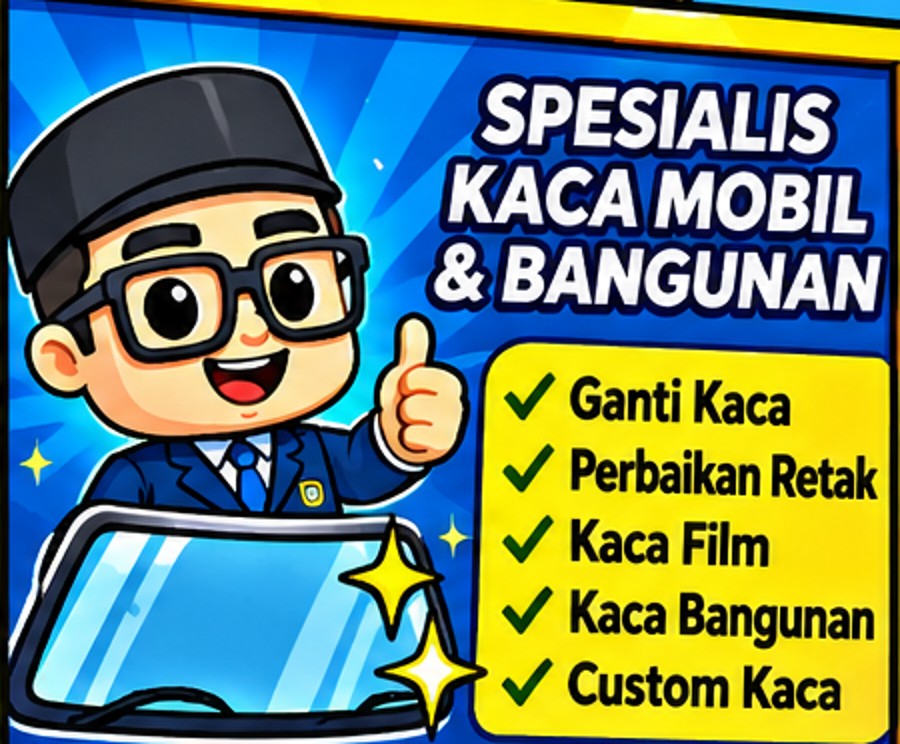 SPESIALIS
KACA MOBIL
& BANGUNAN
Ganti Kaca
Perbaikan Retak
Kaca Film
Kaca Bangunan
Custom Kaca